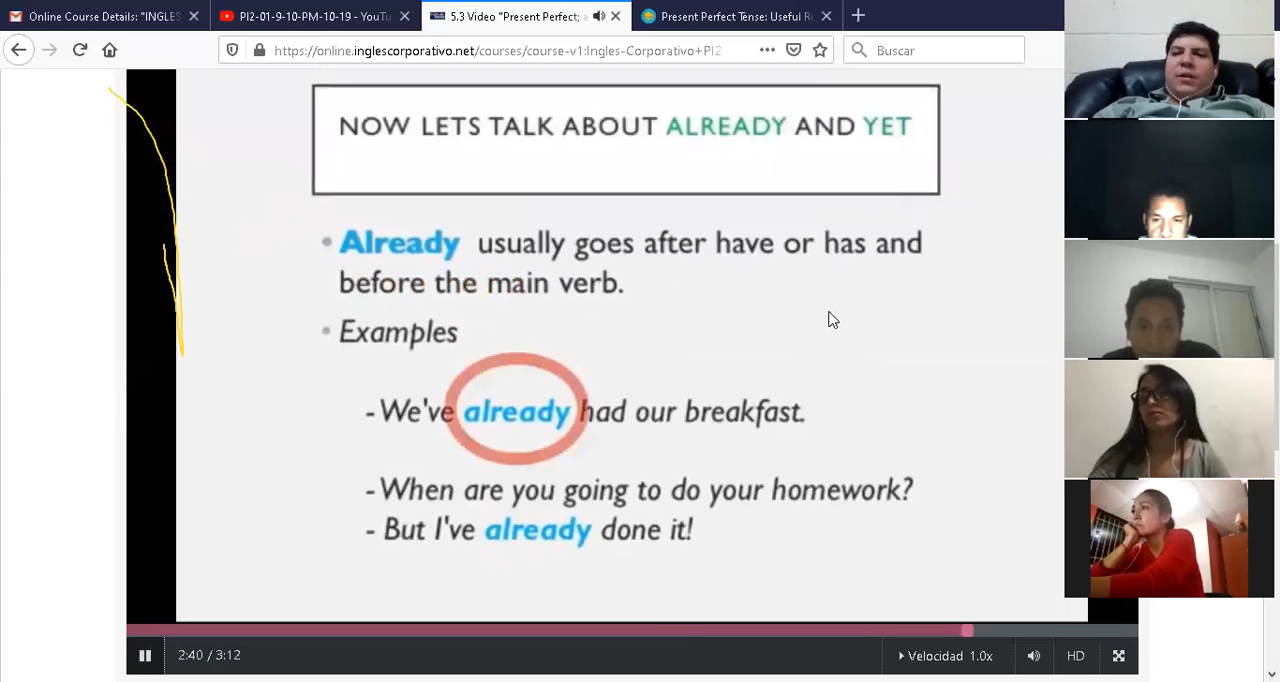 Online Course Details: "INGLES
PI2-01-9-10-PM-10-19 - YouTu
5.3 Video "Present Perfect; a
Present Perfect Tense: Useful Ru
https://online.inglescorporativo.net/courses/course-v1:Ingles-Corporativo+PI2
Buscar
NOW LETS TALK ABOUT ALREADY AND YET
• Already usually goes after have or has and
before the main verb.
• Examples
- We've already had our breakfast.
- When are you going to do your homework?
- But I've already done it!
2:40 / 3:12
Velocidad 1.0x
HD